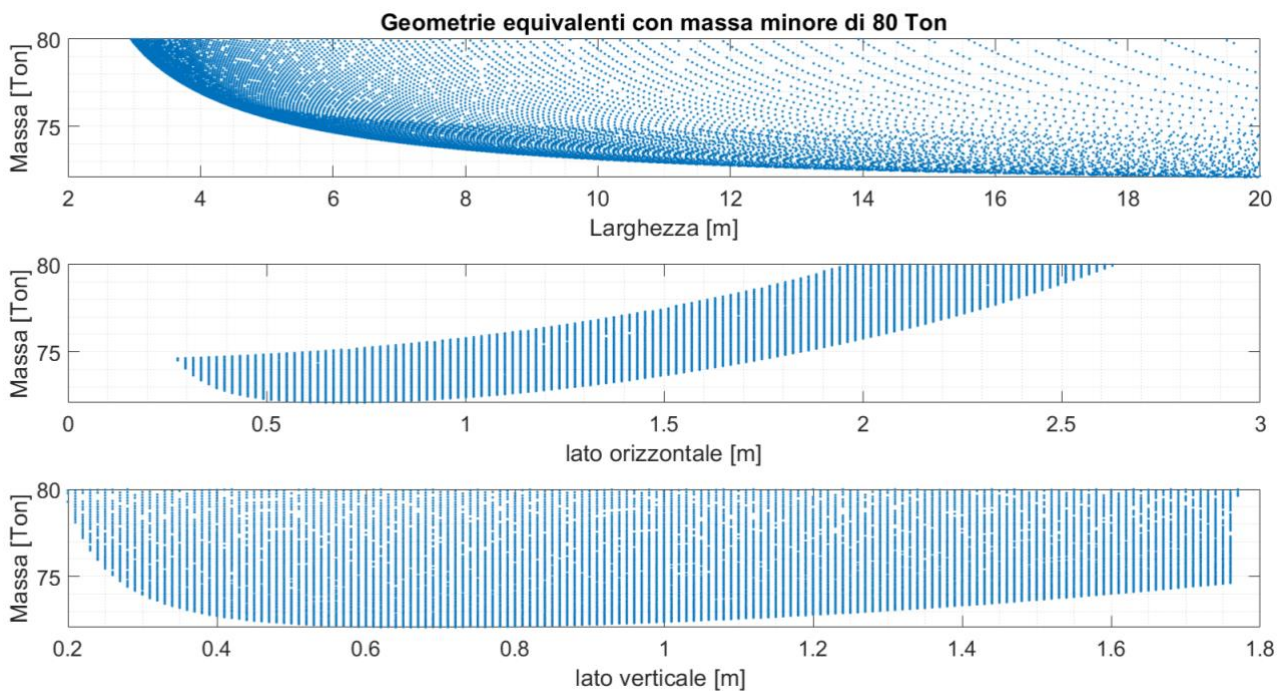 Geometrie equivalenti con massa minore di 80 Ton
80
75
Massa [Ton]
2 4 6 8 10 12 14 16 18 20
Larghezza [m]
80
75
Massa [Ton]
0 0.5 1 1.5 2 2.5 3
lato orizzontale [m]
80
75
Massa [Ton]
0.2 0.4 0.6 0.8 1 1.2 1.4 1.6 1.8
lato verticale [m]